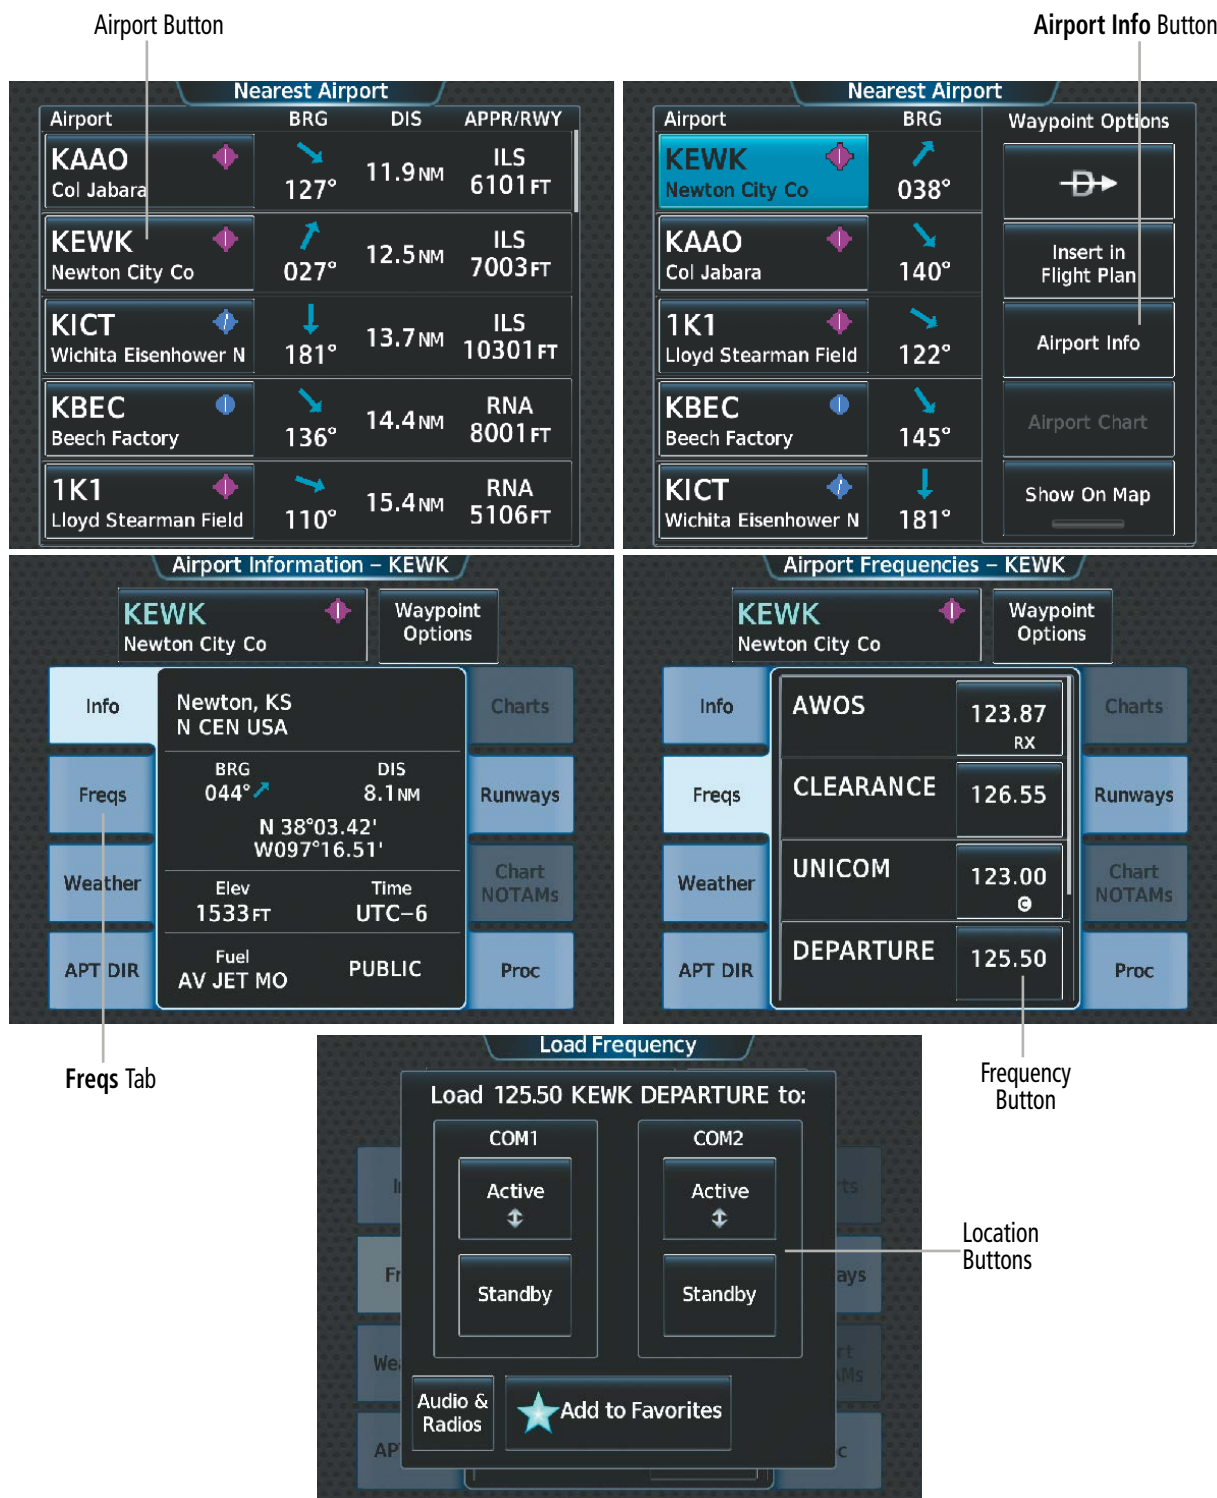 Airport Button
Airport Info Button
Nearest Airport
Airport BRG DIS APPR/RWY
KAAO
Col Jabara
127° 11.9NM ILS 6101FT
KEWK
Newton City Co
027° 12.5NM ILS 7003FT
KICT
Wichita Eisenhower N
181° 13.7NM ILS 10301FT
KBEC
Beech Factory
136° 14.4NM RNA 8001FT
1K1
Lloyd Stearman Field
110° 15.4NM RNA 5106FT
Nearest Airport
Airport BRG
KEWK
Newton City Co
038°
KAAO
Col Jabara
140°
1K1
Lloyd Stearman Field
122°
KBEC
Beech Factory
145°
KICT
Wichita Eisenhower N
181°
Waypoint Options
D
Insert in
Flight Plan
Airport Info
Airport Chart
Show On Map
Airport Information – KEWK
KEWK
Newton City Co
Waypoint
Options
Info
Freqs
Weather
APT DIR
Newton, KS
N CEN USA
BRG DIS
044° 8.1NM
N 38°03.42'
W097°16.51'
Elev Time
1533FT UTC–6
Fuel
AV JET MO
PUBLIC
Charts
Runways
Chart
NOTAMs
Proc
Airport Frequencies – KEWK
KEWK
Newton City Co
Waypoint
Options
Info
Freqs
Weather
APT DIR
AWOS 123.87
RX
CLEARANCE 126.55
UNICOM 123.00
C
DEPARTURE 125.50
Charts
Runways
Chart
NOTAMs
Proc
Freqs Tab
Frequency
Button
Load Frequency
Load 125.50 KEWK DEPARTURE to:
COM1
Active
Standby
COM2
Active
Standby
Location
Buttons
Audio &
Radios
Add to Favorites